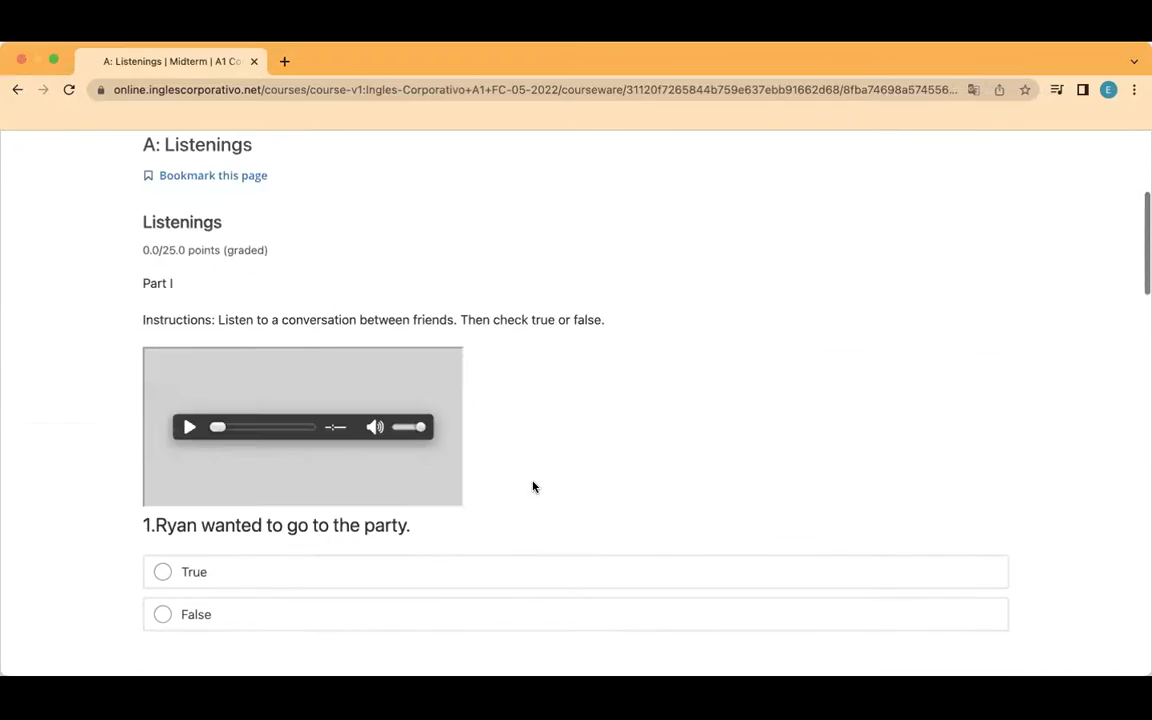 A: Listenings | Midterm | A1 Co
online.inglescorporativo.net/courses/course-v1:Ingles-Corporativo+A1+FC-05-2022/courseware/31120f7265844b759e637ebb91662d68/8fba74698a574556...
E
A: Listenings
Bookmark this page
Listenings
0.0/25.0 points (graded)
Part I
Instructions: Listen to a conversation between friends. Then check true or false.
-:--
1.Ryan wanted to go to the party.
True
False